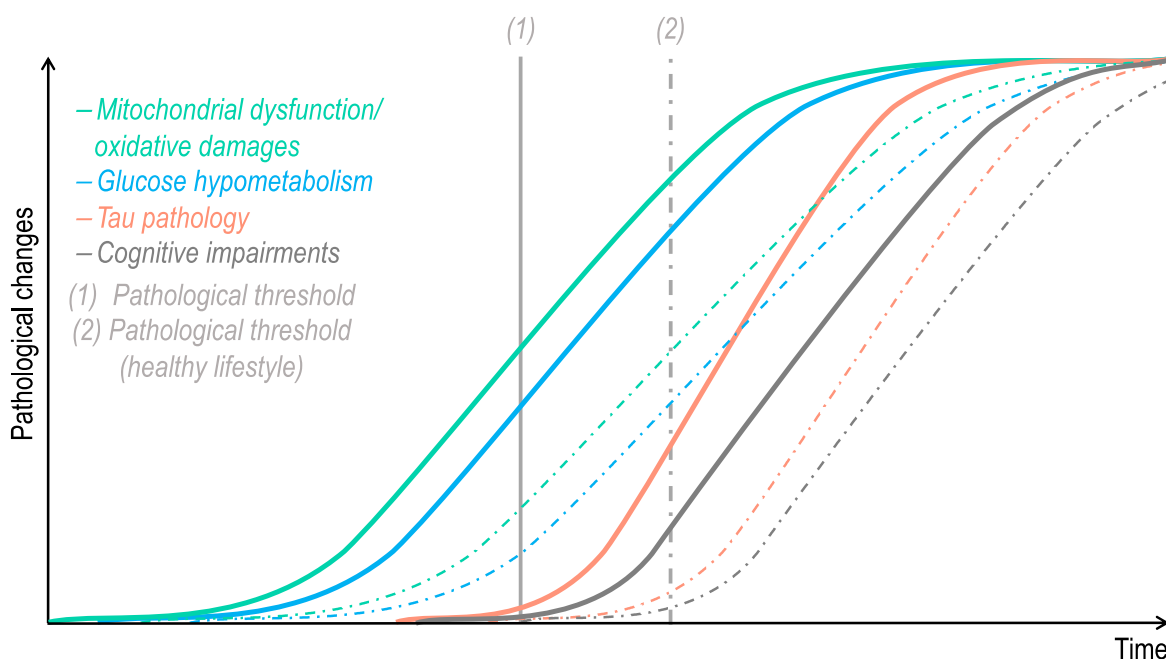 (1)
(2)
– Mitochondrial dysfunction/
oxidative damages
– Glucose hypometabolism
– Tau pathology
– Cognitive impairments
(1) Pathological threshold
(2) Pathological threshold
(healthy lifestyle)
Pathological changes
Time